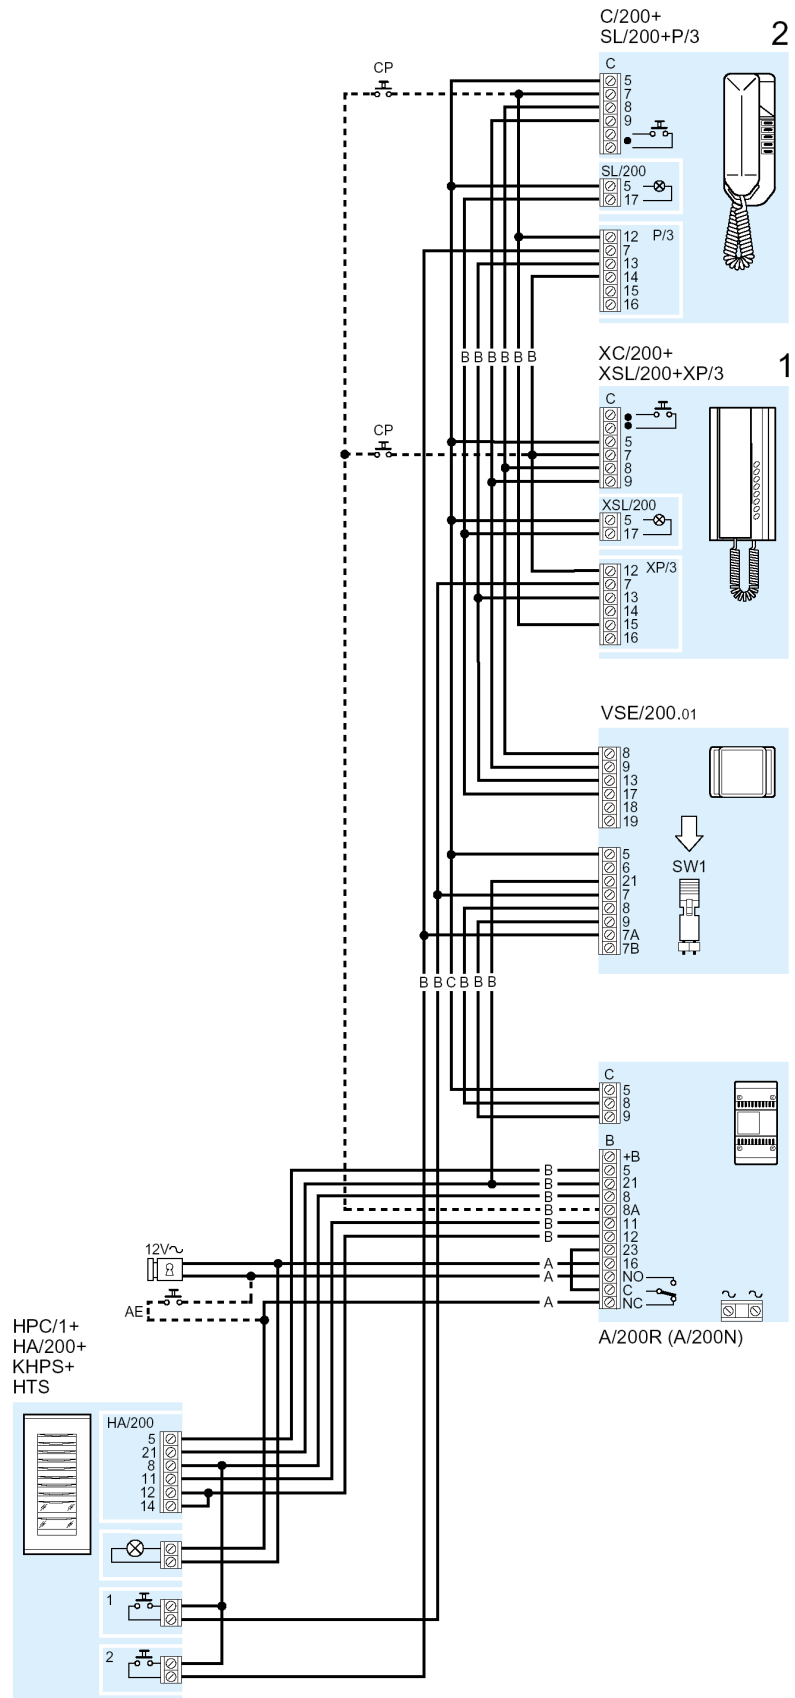 C/200+
SL/200+P/3
2
CP
C
5
7
8
9
SL/200
5
17
12 P/3
7
13
14
15
16
B B B B B B
XC/200+
XSL/200+XP/3
1
CP
C
5
7
8
9
XSL/200
5
17
12 XP/3
7
13
14
15
16
VSE/200.01
8
9
13
17
18
19
SW1
5
6
21
7
8
9
7A
7B
B B C B B B
C
5
8
9
B
+B
B 5
B 21
B 8
B 8A
B 11
B 12
23
A 16
A NO
C
A NC
12V~
AE
~ ~
A/200R (A/200N)
HPC/1+
HA/200+
KHPS+
HTS
HA/200
5
21
8
11
12
14
1
2